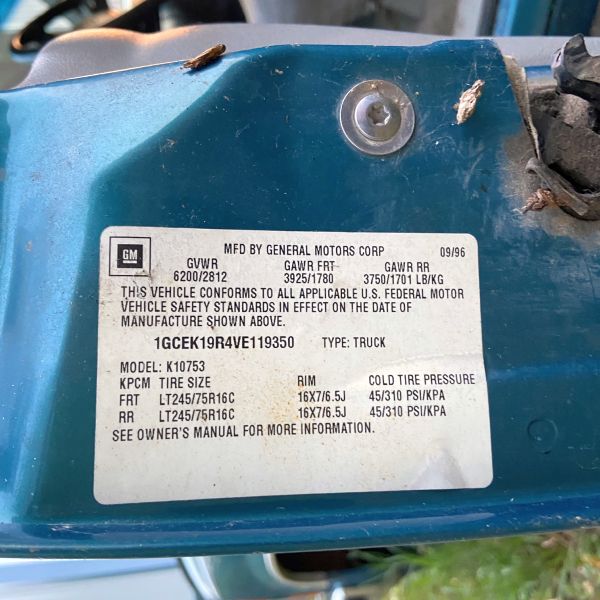 GM
MFD BY GENERAL MOTORS CORP 09/96
GVWR GAWR FRT GAWR RR
6200/2812 3925/1780 3750/1701 LB/KG
THIS VEHICLE CONFORMS TO ALL APPLICABLE U.S. FEDERAL MOTOR
VEHICLE SAFETY STANDARDS IN EFFECT ON THE DATE OF
MANUFACTURE SHOWN ABOVE.
1GCEK19R4VE119350 TYPE: TRUCK
MODEL: K10753
KPCM TIRE SIZE RIM COLD TIRE PRESSURE
FRT LT245/75R16C 16X7/6.5J 45/310 PSI/KPA
RR LT245/75R16C 16X7/6.5J 45/310 PSI/KPA
SEE OWNER'S MANUAL FOR MORE INFORMATION.